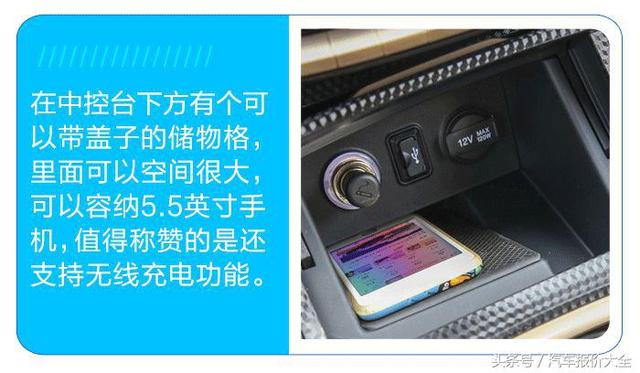 在中控台下方有个可
以带盖子的储物格，
里面可以空间很大，
可以容纳5.5英寸手
机，值得称赞的是还
支持无线充电功能。
12V MAX
120W
头条号／汽车报价大全